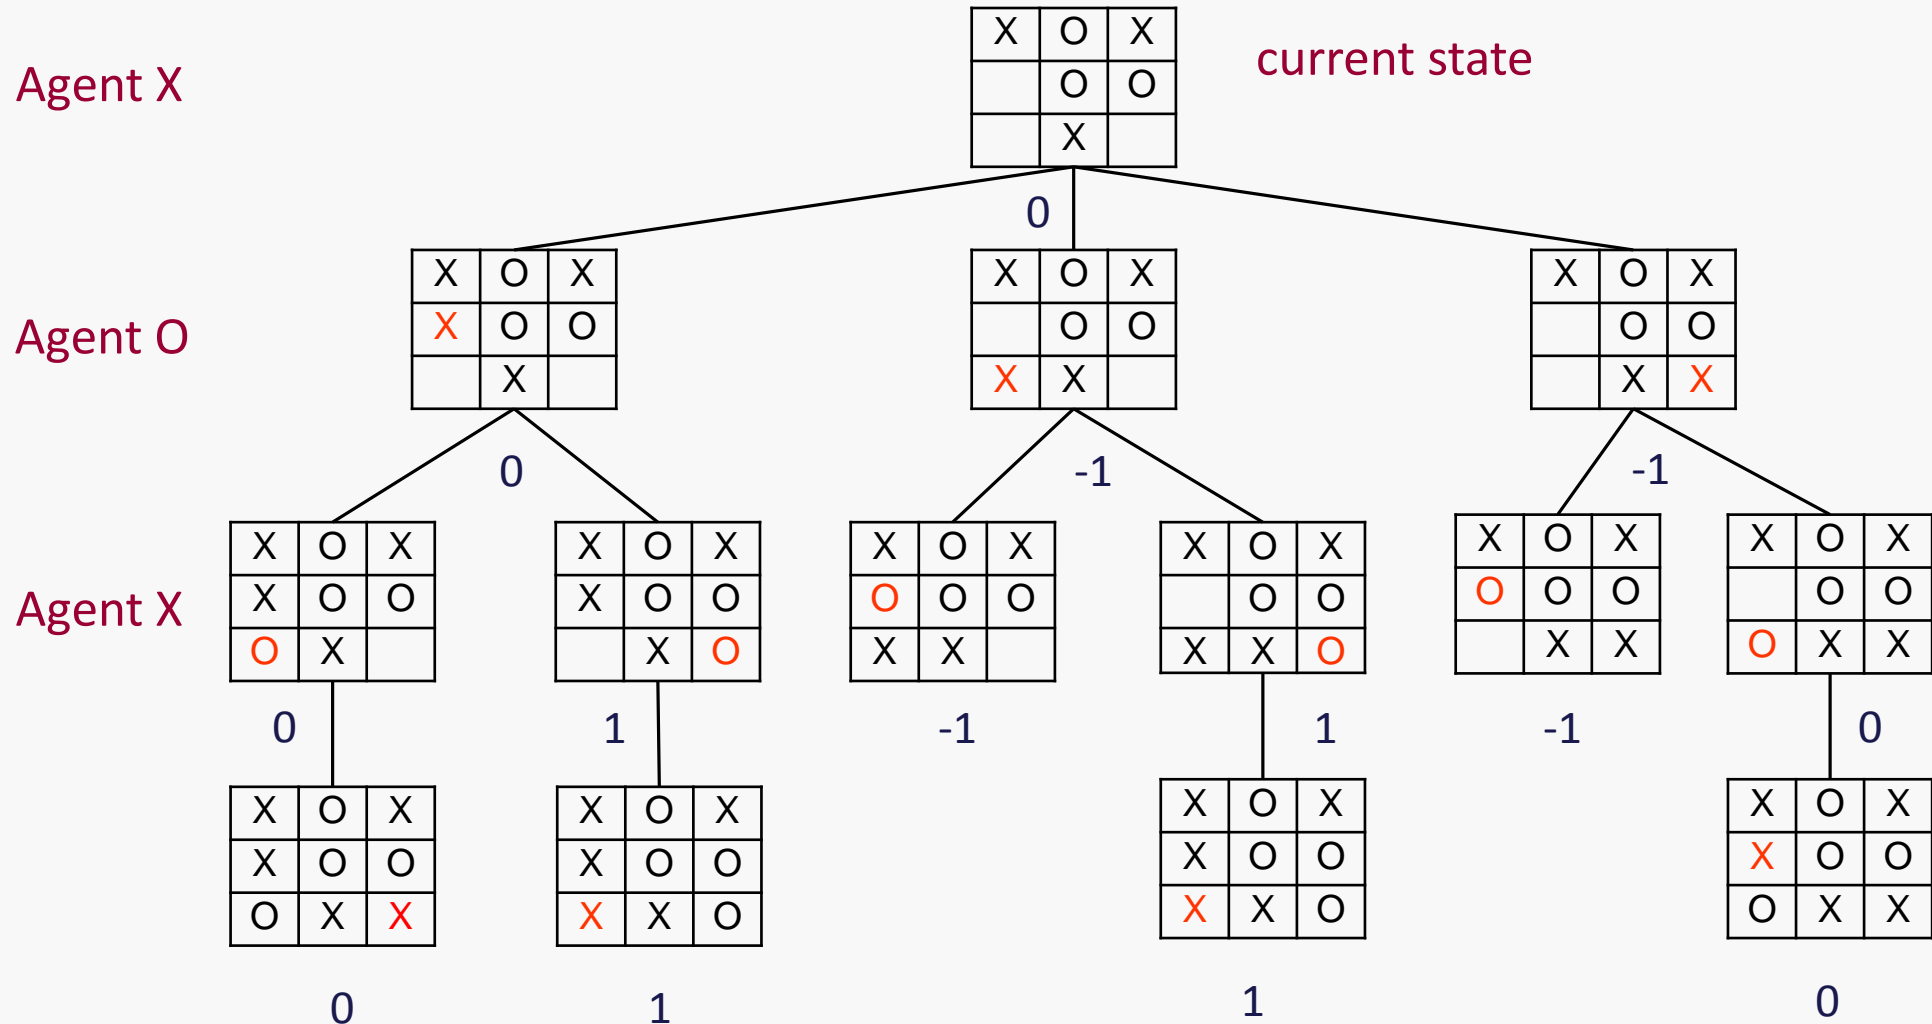 X O X
Agent X
current state
O O
X
0
X O X
X O X
X O X
Agent O
X O O
O O
O O
X
X X
X X
0
-1
-1
X O X
X O X
X O X
X O X
X O X
X O X
Agent X
X O O
X O O
O O O
O O
O O O
O O
O X
X O
X X
X X O
X X
O X X
0
1
-1
1
-1
0
X O X
X O X
X O X
X O X
X O O
X O O
X O O
X O O
O X X
X X O
X X O
O X X
0
1
1
0